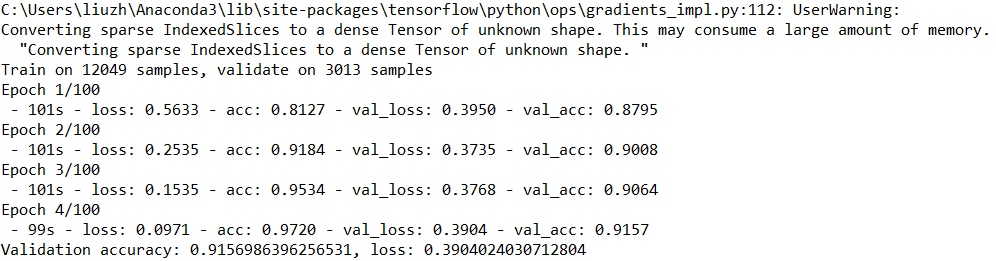 C:\Users\liuzh\Anaconda3\lib\site-packages\tensorflow\python\ops\gradients_impl.py:112: UserWarning:
Converting sparse IndexedSlices to a dense Tensor of unknown shape. This may consume a large amount of memory.
  "Converting sparse IndexedSlices to a dense Tensor of unknown shape. "
Train on 12049 samples, validate on 3013 samples
Epoch 1/100
 - 101s - loss: 0.5633 - acc: 0.8127 - val_loss: 0.3950 - val_acc: 0.8795
Epoch 2/100
 - 101s - loss: 0.2535 - acc: 0.9184 - val_loss: 0.3735 - val_acc: 0.9008
Epoch 3/100
 - 101s - loss: 0.1535 - acc: 0.9534 - val_loss: 0.3768 - val_acc: 0.9064
Epoch 4/100
 - 99s - loss: 0.0971 - acc: 0.9720 - val_loss: 0.3904 - val_acc: 0.9157
Validation accuracy: 0.9156986396256531, loss: 0.3904024030712804